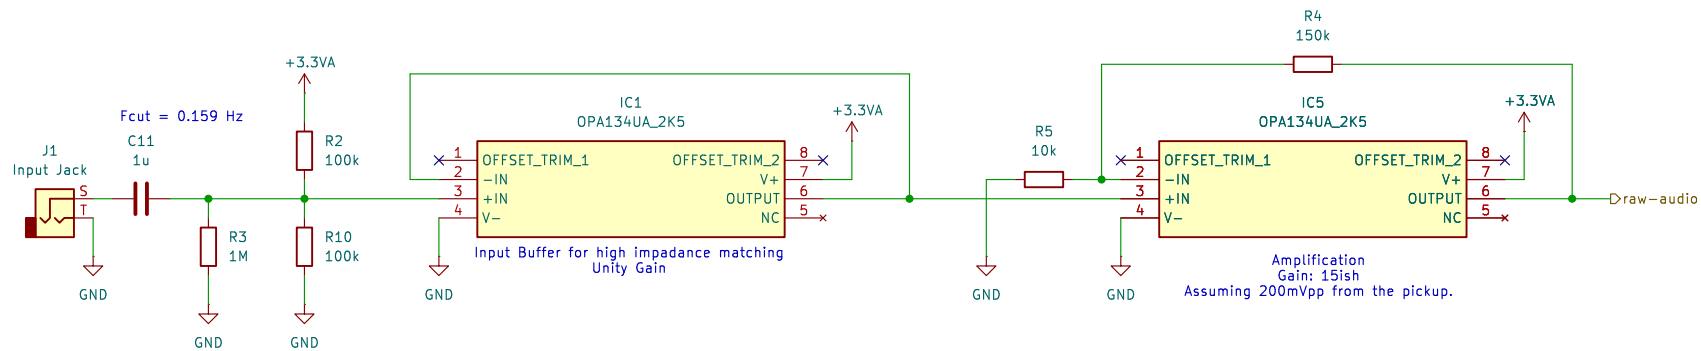 R4
150k
+3.3VA
Fcut = 0.159 Hz
C11
1u
R2
100k
J1
Input Jack
S
T
R3
1M
R10
100k
GND
GND
GND
IC1
OPA134UA_2K5
+3.3VA
1 OFFSET_TRIM_1 OFFSET_TRIM_2 8
2 -IN V+ 7
3 +IN OUTPUT 6
4 V- NC 5
Input Buffer for high impadance matching
Unity Gain
GND
R5
10k
GND
IC5
OPA134UA_2K5
+3.3VA
1 OFFSET_TRIM_1 OFFSET_TRIM_2 8
2 -IN V+ 7
3 +IN OUTPUT 6
4 V- NC 5
raw-audio
Amplification
Gain: 15ish
Assuming 200mVpp from the pickup.
GND